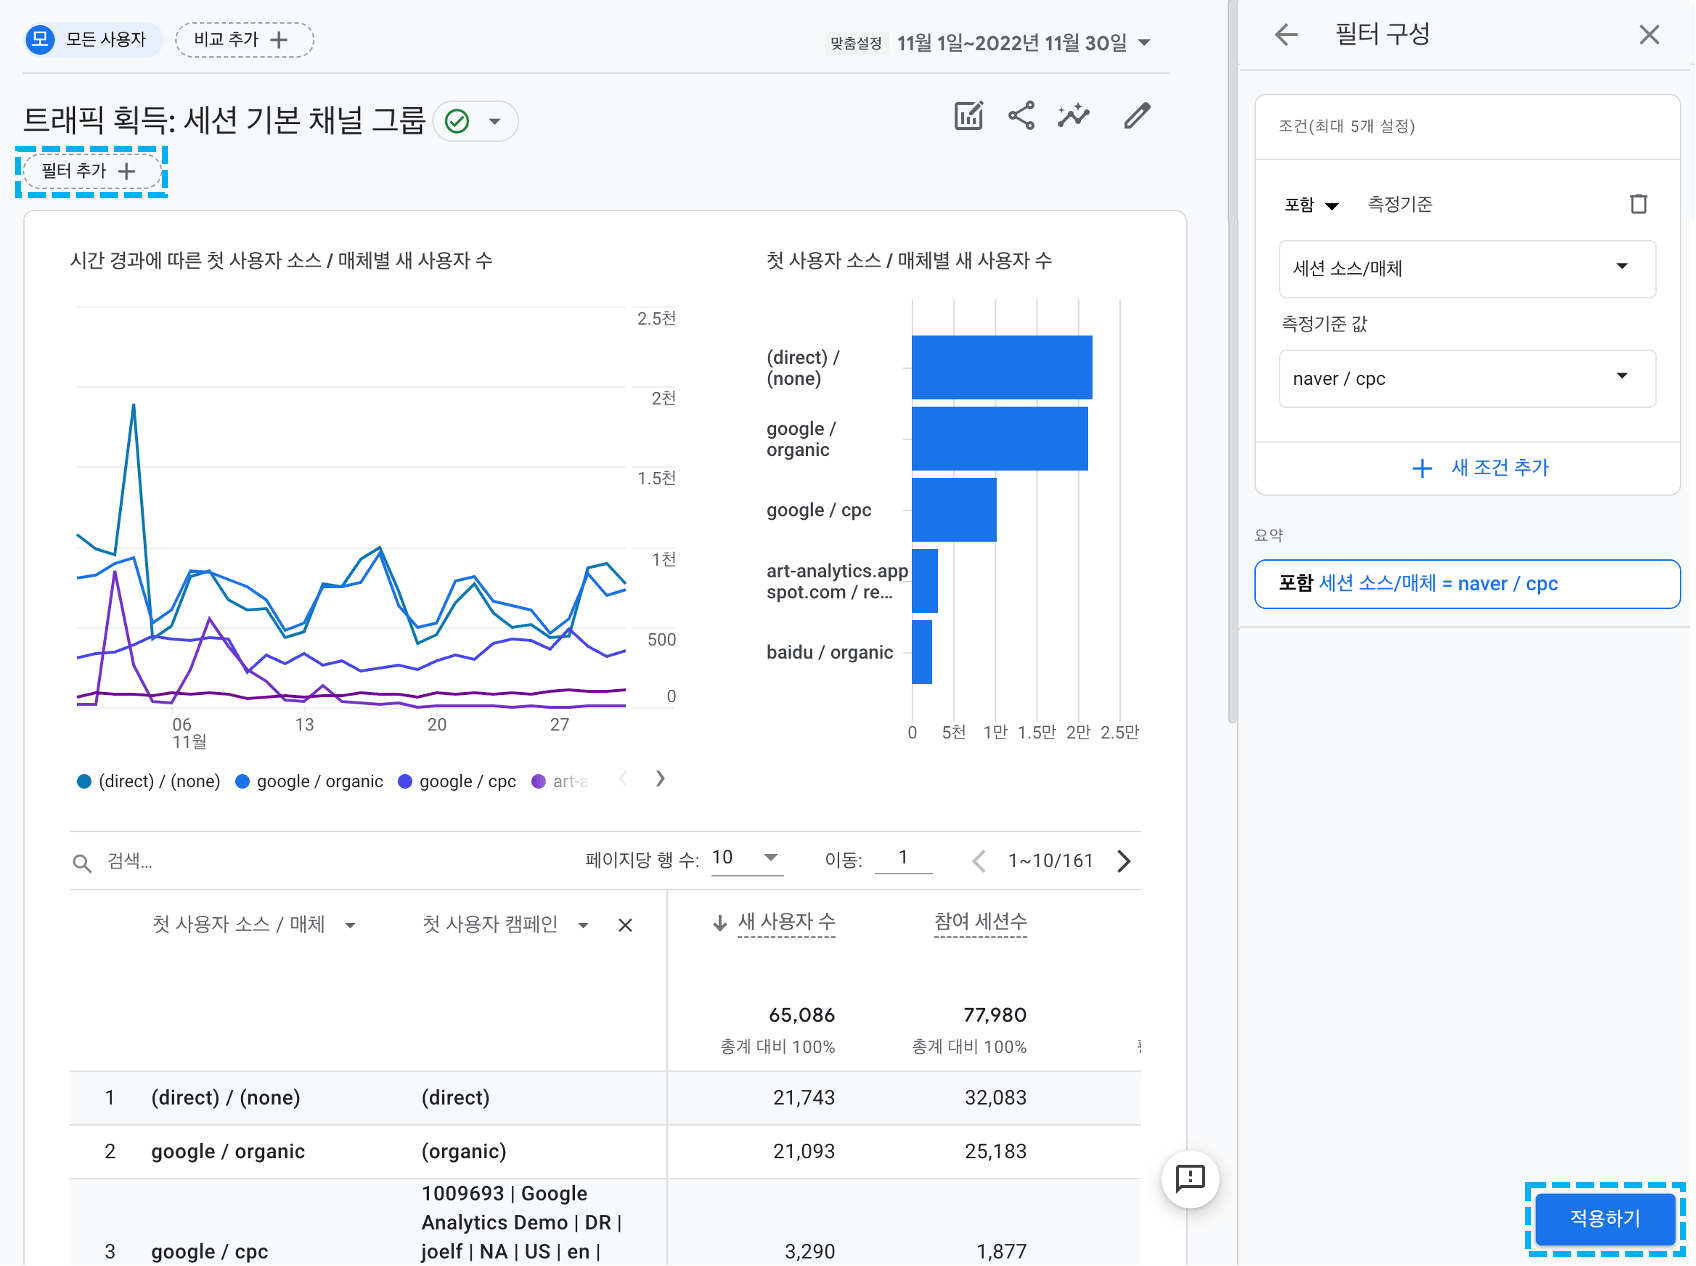 모 모든 사용자
비교 추가
맞춤설정 11월 1일~2022년 11월 30일
트래픽 획득: 세션 기본 채널 그룹
필터 추가
시간 경과에 따른 첫 사용자 소스 / 매체별 새 사용자 수
2.5천
2천
1.5천
1천
500
0
06
11월
13
20
27
(direct) / (none)
google / organic
google / cpc
art-a
첫 사용자 소스 / 매체별 새 사용자 수
(direct) /
(none)
google /
organic
google / cpc
art-analytics.app
spot.com / re...
baidu / organic
0 5천 1만 1.5만 2만 2.5만
검색...
페이지당 행 수: 10
이동: 1
1~10/161
첫 사용자 소스 / 매체
첫 사용자 캠페인
새 사용자 수
참여 세션수
65,086
총계 대비 100%
77,980
총계 대비 100%
1 (direct) / (none) (direct) 21,743 32,083
2 google / organic (organic) 21,093 25,183
1009693 | Google
Analytics Demo | DR |
3 google / cpc joelf | NA | US | en | 3,290 1,877
필터 구성
조건(최대 5개 설정)
포함 측정기준
세션 소스/매체
측정기준 값
naver / cpc
새 조건 추가
요약
포함 세션 소스/매체 = naver / cpc
적용하기